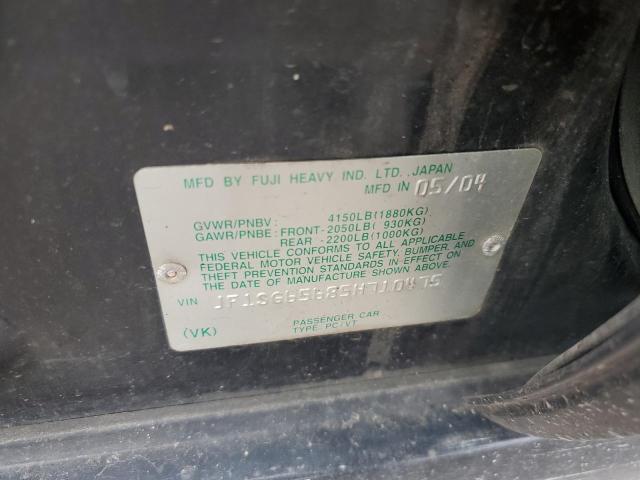 MFD BY FUJI HEAVY IND. LTD., JAPAN
MFD IN 05/04
GVWR/PNBV: 4150LB(1880KG)
GAWR/PNBE: FRONT-2050LB( 930KG)
REAR -2200LB(1000KG)
THIS VEHICLE CONFORMS TO ALL APPLICABLE
FEDERAL MOTOR VEHICLE SAFETY, BUMPER, AND
THEFT PREVENTION STANDARDS IN EFFECT ON
THE DATE OF MANUFACTURE SHOWN ABOVE.
VIN
(VK) PASSENGER CAR
TYPE PC/VT